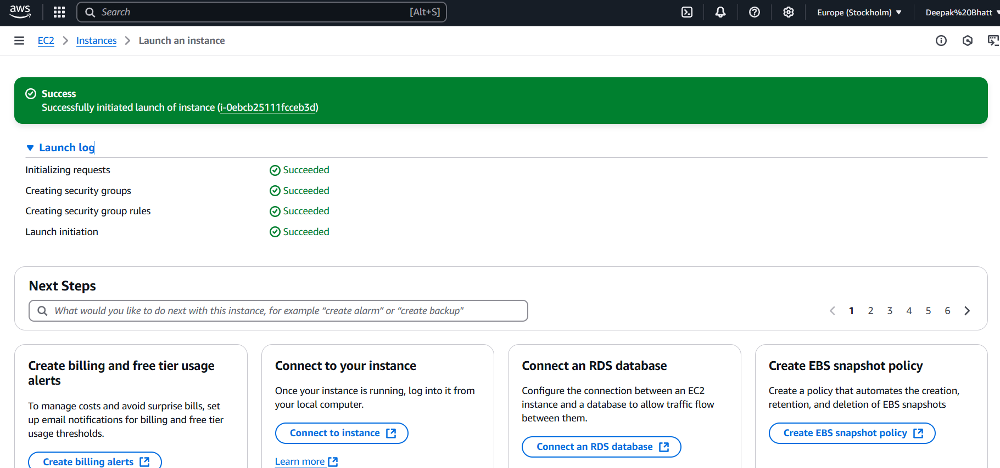 aws
Search [Alt+S] Europe (Stockholm) Deepak%20Bhatt
EC2 Instances Launch an instance
Success
Successfully initiated launch of instance (i-0ebcb25111fcceb3d)
Launch log
Initializing requests Succeeded
Creating security groups Succeeded
Creating security group rules Succeeded
Launch initiation Succeeded
Next Steps
What would you like to do next with this instance, for example “create alarm” or “create backup" 1 2 3 4 5 6
Create billing and free tier usage
alerts
To manage costs and avoid surprise bills, set
up email notifications for billing and free tier
usage thresholds.
Create billing alerts
Connect to your instance
Once your instance is running, log into it from
your local computer.
Connect to instance
Learn more
Connect an RDS database
Configure the connection between an EC2
instance and a database to allow traffic flow
between them.
Connect an RDS database
Create EBS snapshot policy
Create a policy that automates the creation,
retention, and deletion of EBS snapshots
Create EBS snapshot policy